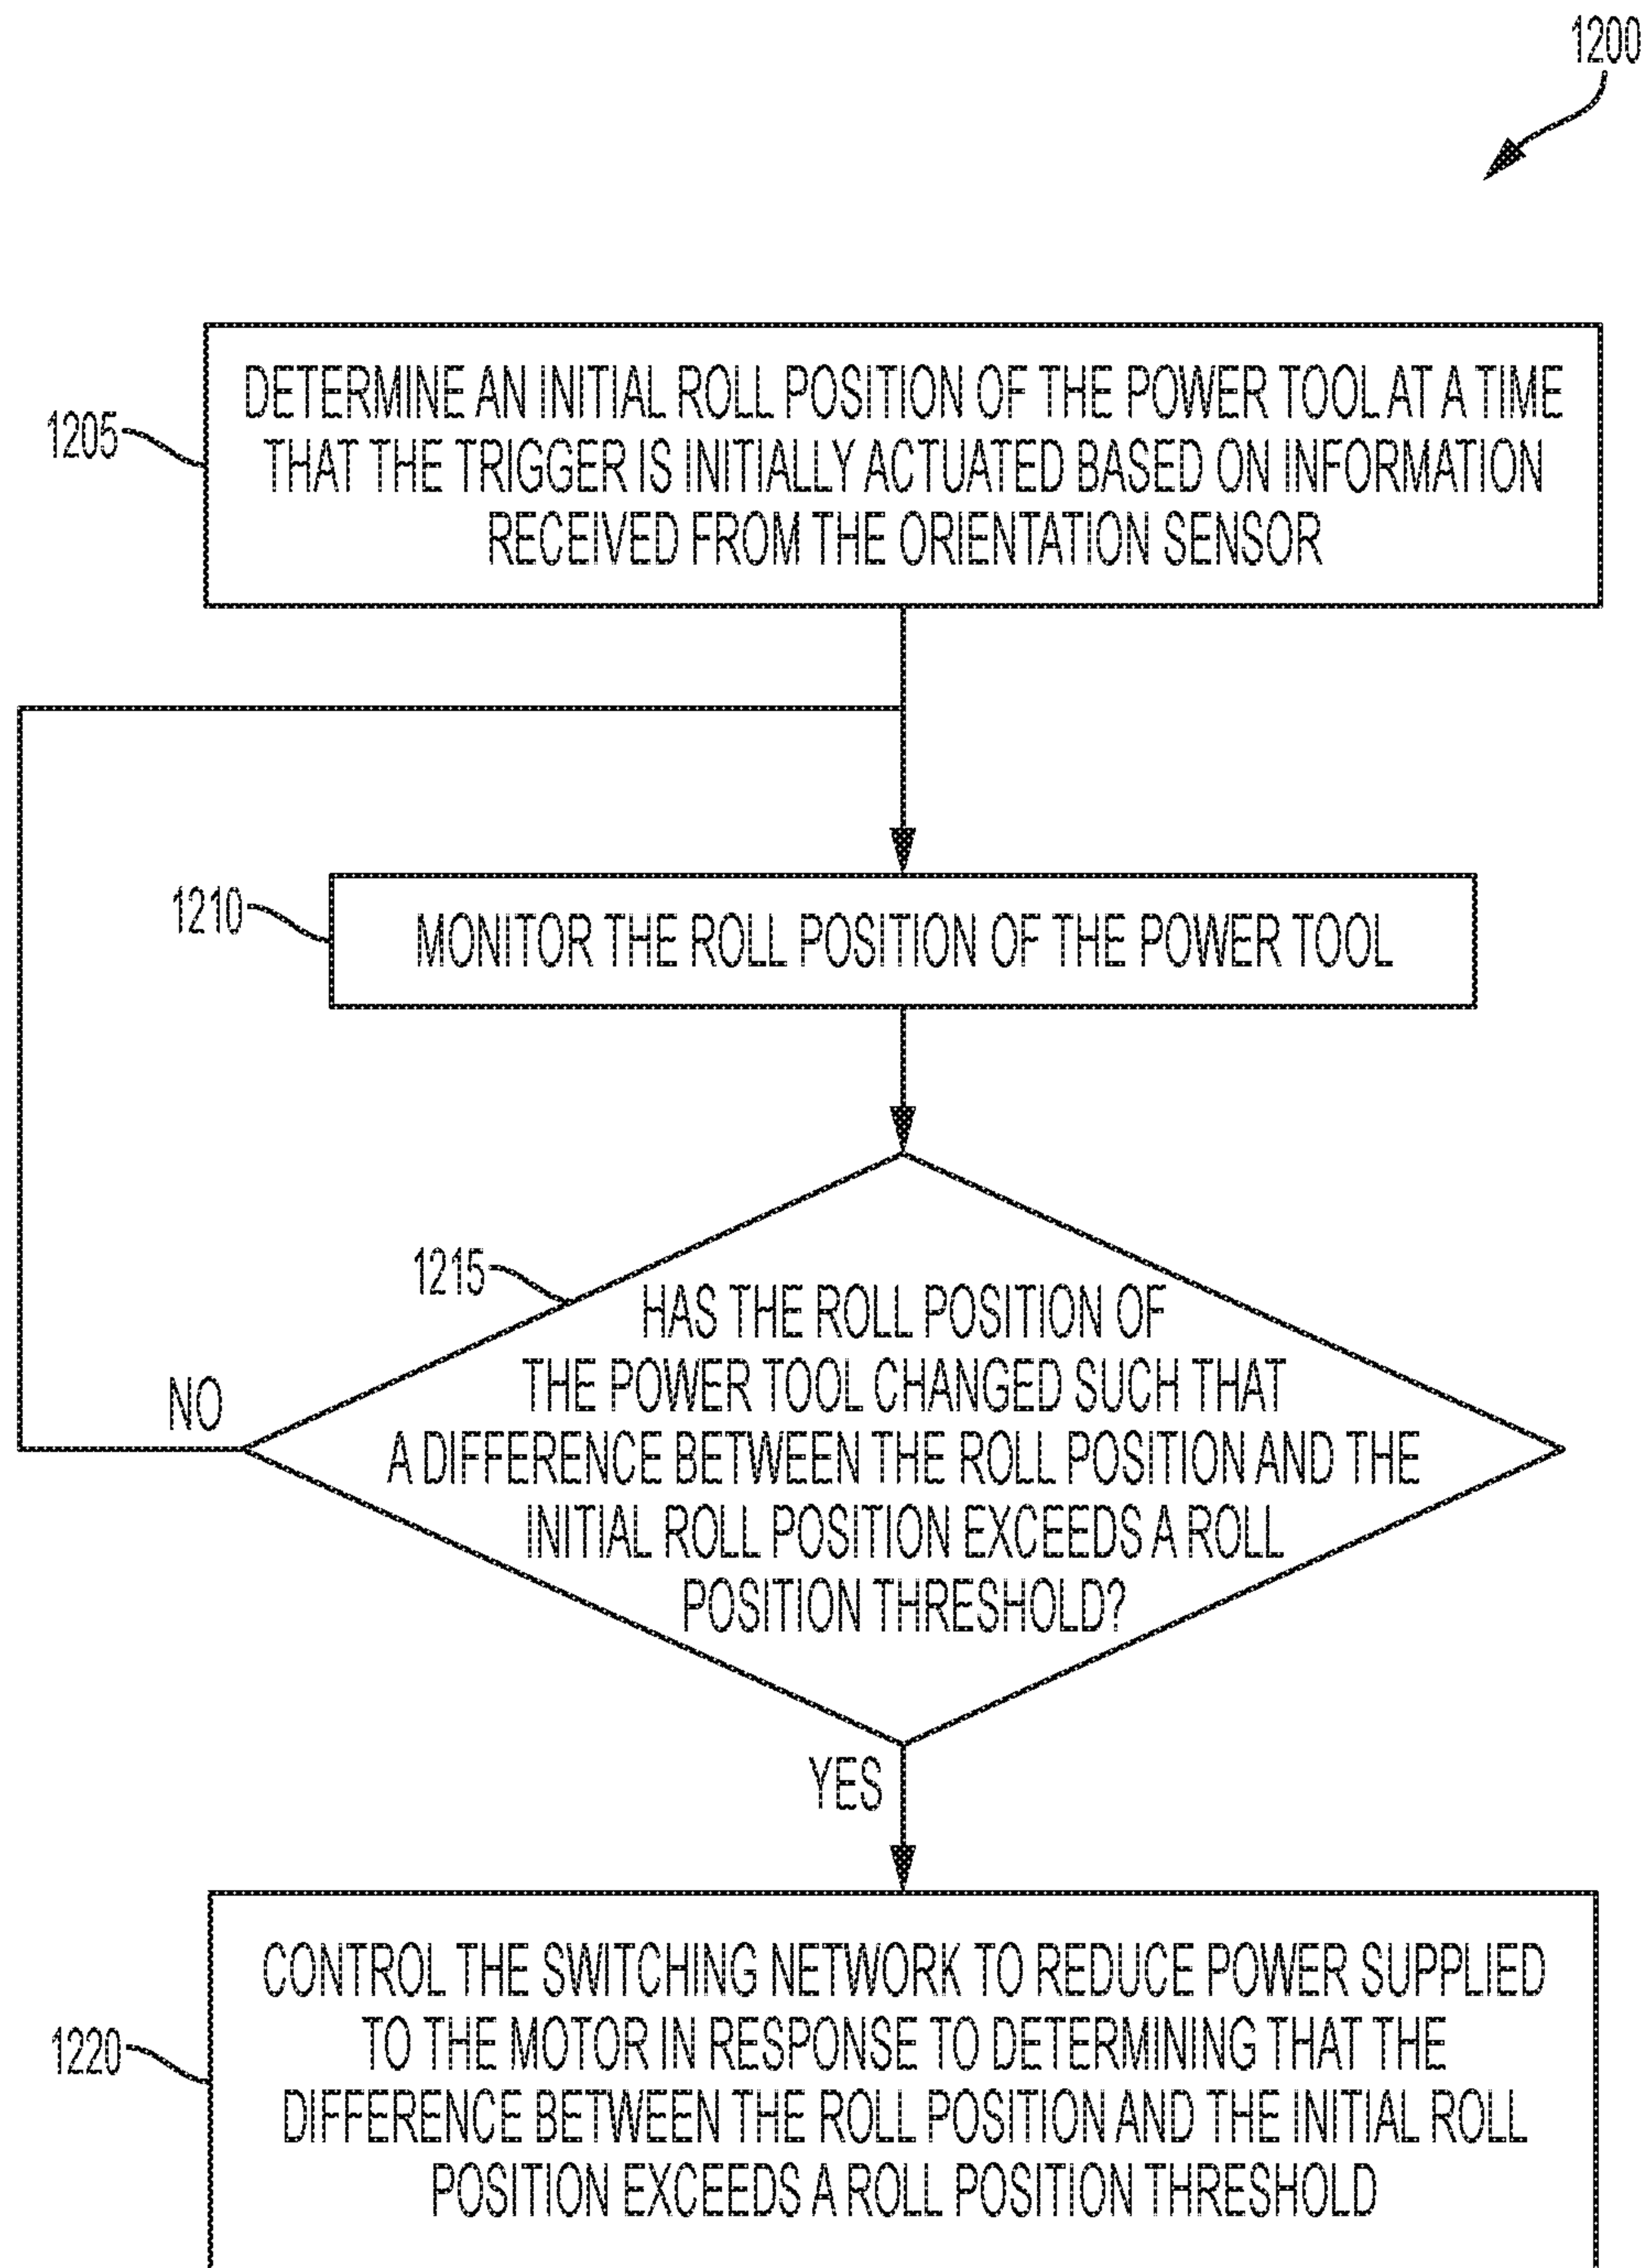 1200
DETERMINE AN INITIAL ROLL POSITION OF THE POWER TOOL AT A TIME
THAT THE TRIGGER IS INITIALLY ACTUATED BASED ON INFORMATION
RECEIVED FROM THE ORIENTATION SENSOR
1205
1210
MONITOR THE ROLL POSITION OF THE POWER TOOL
1215
HAS THE ROLL POSITION OF
THE POWER TOOL CHANGED SUCH THAT
A DIFFERENCE BETWEEN THE ROLL POSITION AND THE
INITIAL ROLL POSITION EXCEEDS A ROLL
POSITION THRESHOLD?
NO
YES
CONTROL THE SWITCHING NETWORK TO REDUCE POWER SUPPLIED
TO THE MOTOR IN RESPONSE TO DETERMINING THAT THE
DIFFERENCE BETWEEN THE ROLL POSITION AND THE INITIAL ROLL
POSITION EXCEEDS A ROLL POSITION THRESHOLD
1220